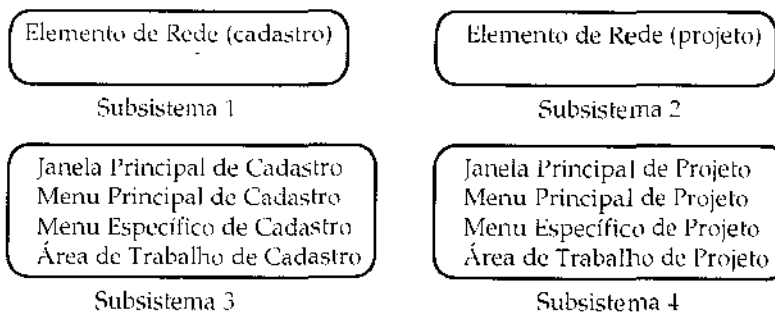 Elemento de Rede (cadastro)
Elemento de Rede (projeto)
Subsistema 1
Subsistema 2
Janela Principal de Cadastro
Menu Principal de Cadastro
Menu Específico de Cadastro
Área de Trabalho de Cadastro
Janela Principal de Projeto
Menu Principal de Projeto
Menu Específico de Projeto
Área de Trabalho de Projeto
Subsistema 3
Subsistema 4